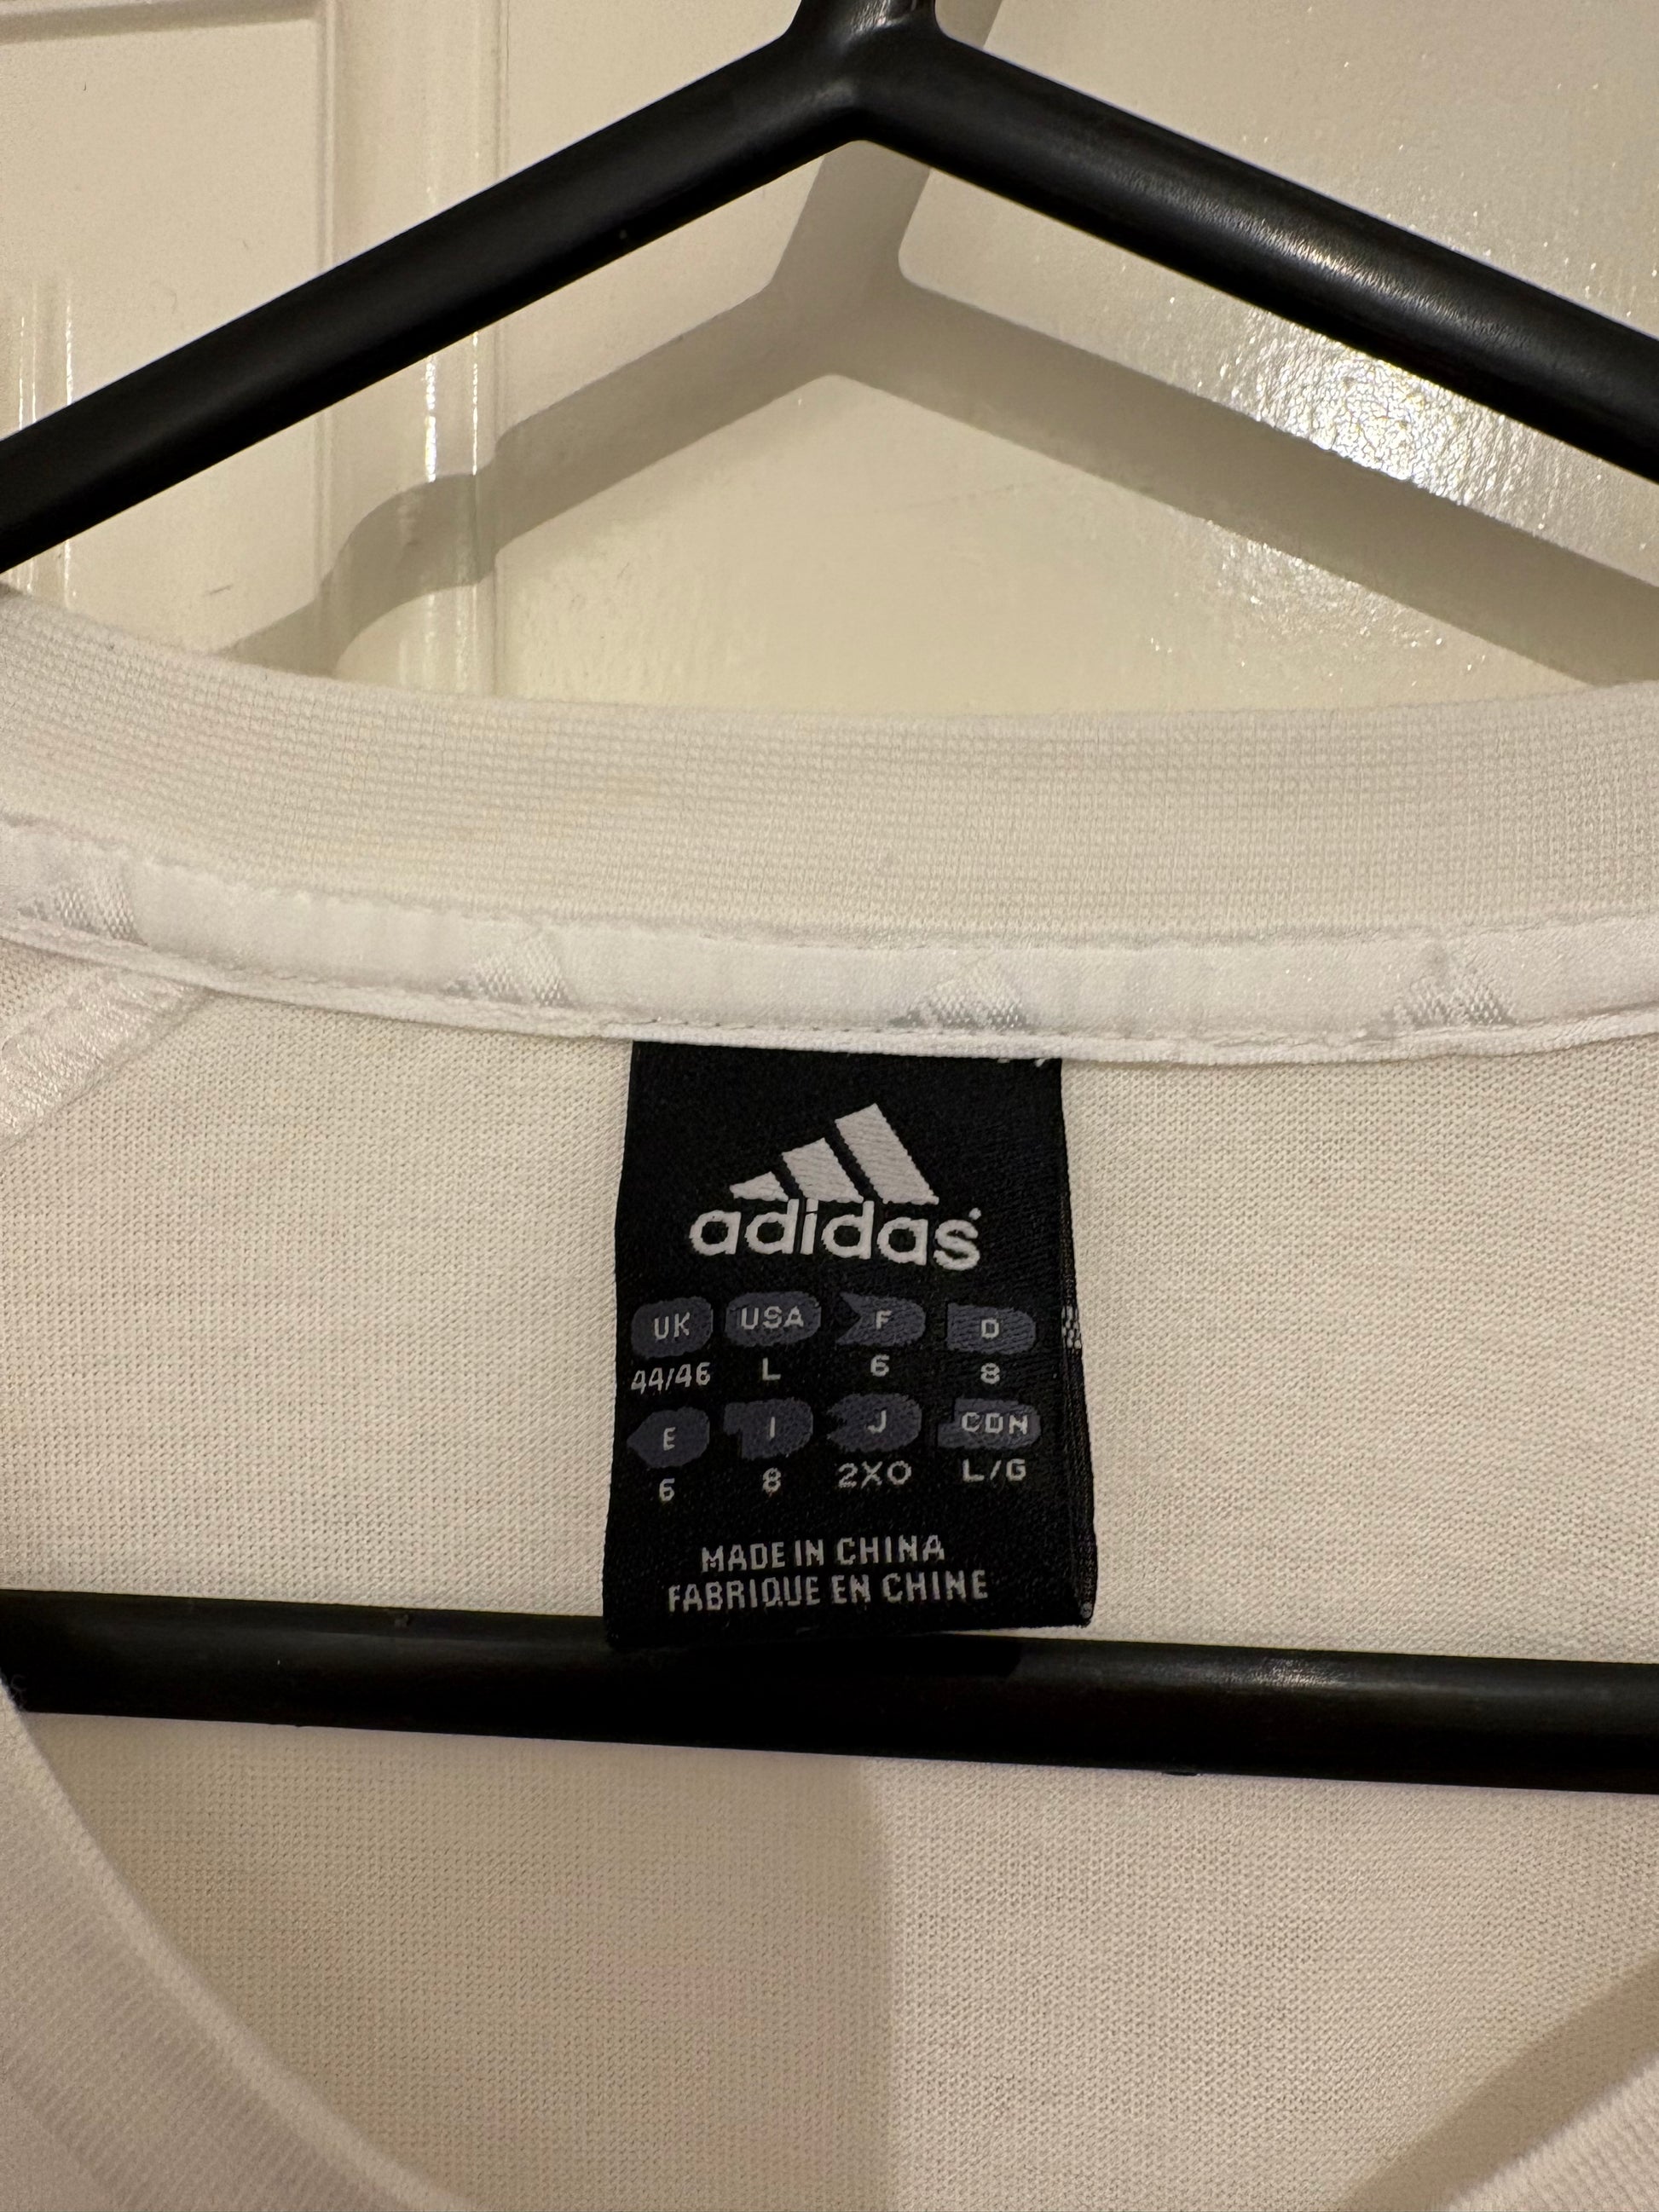 adidas
UK USA F D
44/46 L 6 8
E I J CDN
6 8 2XO L/G
MADE IN CHINA
FABRIQUE EN CHINE